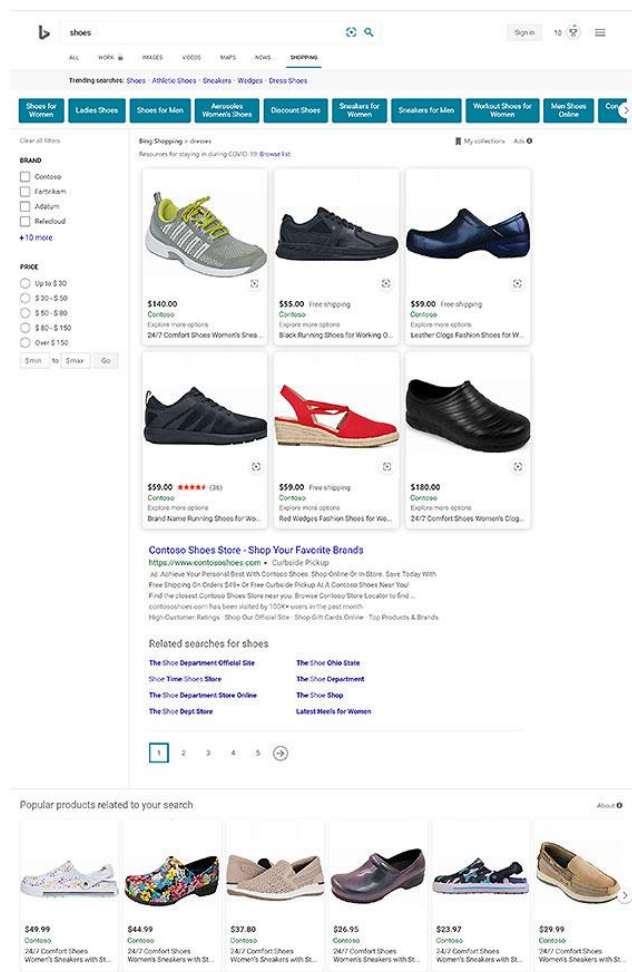 shoes
Sign in
10
ALL WORK IMAGES VIDEOS MAPS NEWS SHOPPING
Trending searches: Shoes · Athletic Shoes · Sneakers · Wedges · Dress Shoes
Shoes for Women
Ladies Shoes
Shoes for Men
Aerosoles Women's Shoes
Discount Shoes
Sneakers for Women
Sneakers for Men
Workout Shoes for Women
Men Shoes Online
Con
Clear all filters
BRAND
Contoso
Fabrikam
Adatum
Relecloud
+10 more
PRICE
Up to $ 30
$ 30 - $ 50
$ 50 - $ 80
$ 80 - $ 150
Over $ 150
$min to $max Go
Bing Shopping > dresses
My collections Ads
Resources for staying in during COVID-19: Browse list
$140.00
Contoso
Explore more options
24/7 Comfort Shoes Women's Snea...
$55.00 Free shipping
Contoso
Explore more options
Black Running Shoes for Working O...
$59.00 Free shipping
Contoso
Explore more options
Leather Clogs Fashion Shoes for W...
$59.00 (36)
Contoso
Explore more options
Brand Name Running Shoes for Wo...
$59.00 Free shipping
Contoso
Explore more options
Red Wedges Fashion Shoes for Wo...
$180.00
Contoso
Explore more options
24/7 Comfort Shoes Women's Clog...
Contoso Shoes Store - Shop Your Favorite Brands
https://www.contososhoes.com • Curbside Pickup
Ad Achieve Your Personal Best With Contoso Shoes. Shop Online Or In-Store. Save Today With
Free Shipping On Orders $49+ Or Free Curbside Pickup At A Contoso Shoes Near You!
Find the closest Contoso Shoes Store near you. Browse Contoso Store Locator to find ...
contososhoes.com has been visited by 100K+ users in the past month
High Customer Ratings · Shop Our Official Site · Shop Gift Cards Online · Top Products & Brands
Related searches for shoes
The Shoe Department Official Site
The Shoe Ohio State
Shoe Time Shoes Store
The Shoe Department
The Shoe Department Store Online
The Shoe Shop
The Shoe Dept Store
Latest Heels for Women
1 2 3 4 5
Popular products related to your search
About
$49.99
Contoso
24/7 Comfort Shoes
Women's Sneakers with St...
$44.99
Contoso
24/7 Comfort Shoes
Women's Sneakers with St...
$37.80
Contoso
24/7 Comfort Shoes
Women's Sneakers with St...
$26.95
Contoso
24/7 Comfort Shoes
Women's Sneakers with St...
$23.97
Contoso
24/7 Comfort Shoes
Women's Sneakers with St...
$29.99
Contoso
24/7 Comfort Shoes
Women's Sneakers with St...